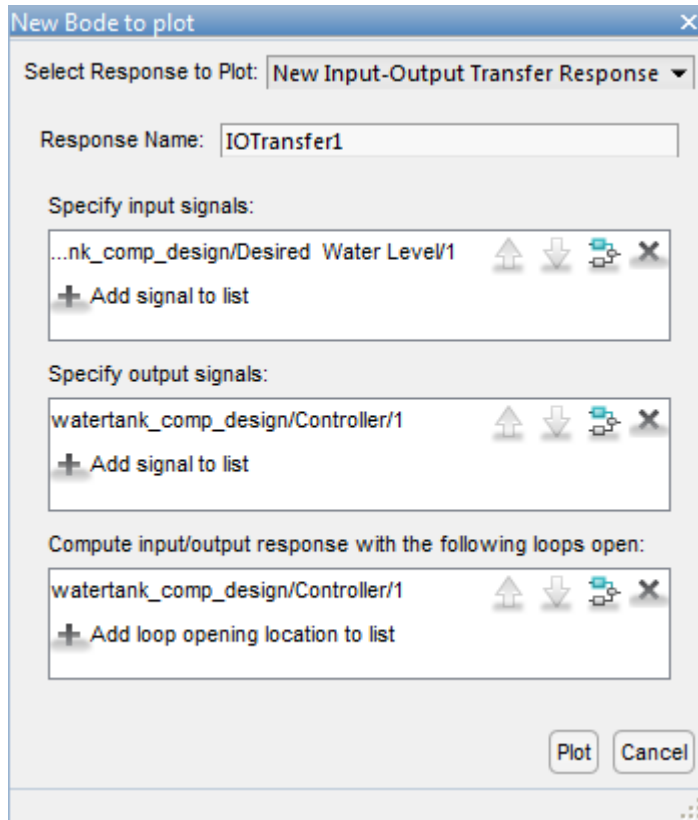 New Bode to plot
Select Response to Plot: New Input-Output Transfer Response
Response Name: IOTransfer1
Specify input signals:
...nk_comp_design/Desired  Water Level/1
Add signal to list
Specify output signals:
watertank_comp_design/Controller/1
Add signal to list
Compute input/output response with the following loops open:
watertank_comp_design/Controller/1
Add loop opening location to list
Plot Cancel